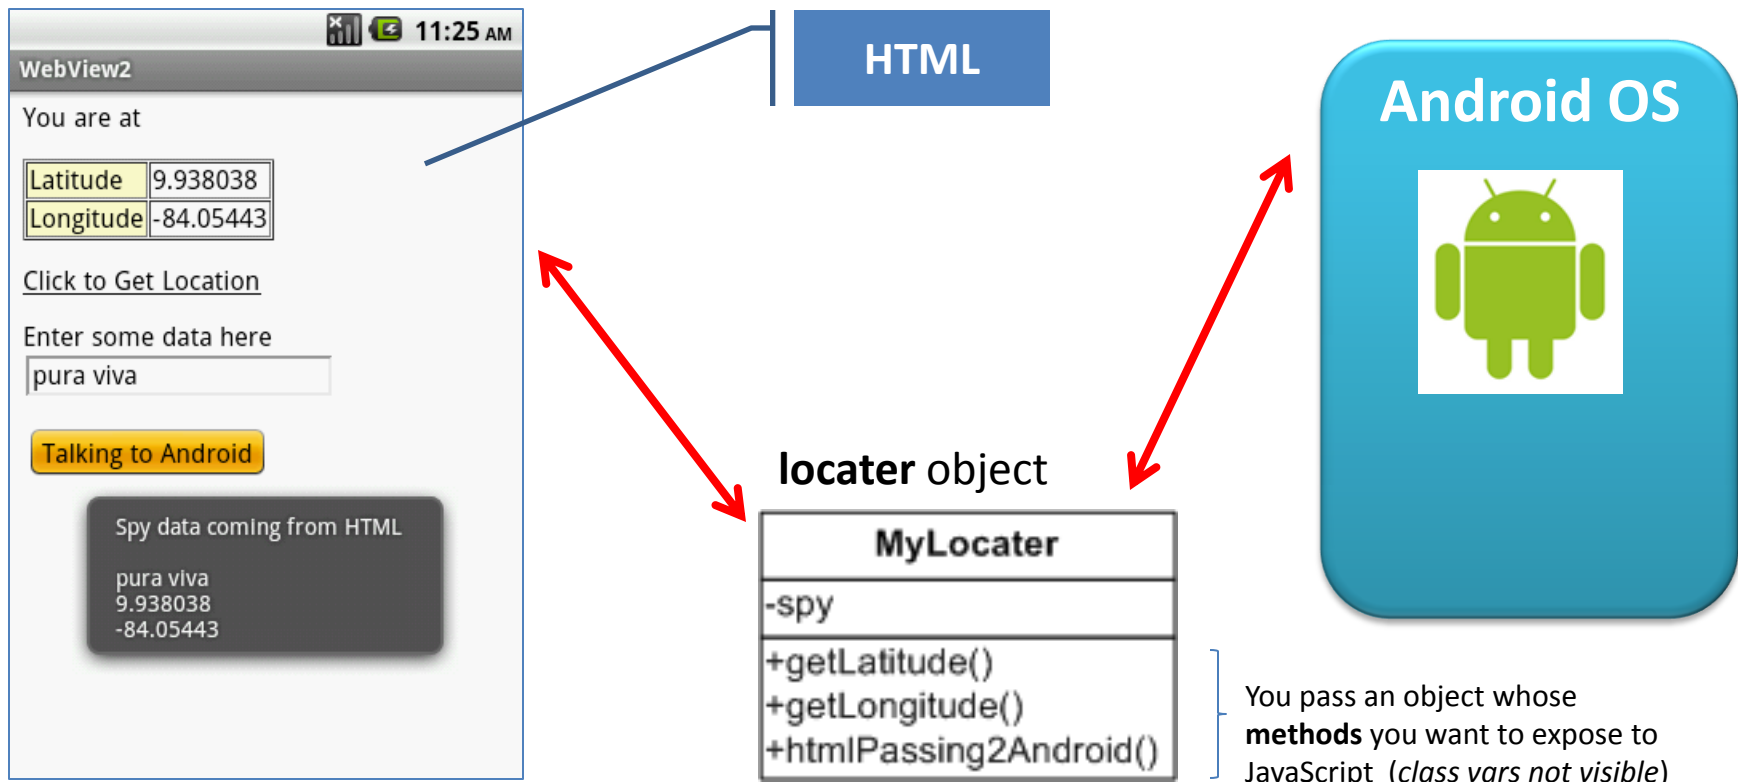 11:25 AM
WebView2
You are at
Latitude 9.938038
Longitude -84.05443
Click to Get Location
Enter some data here
pura viva
Talking to Android
Spy data coming from HTML
pura viva
9.938038
-84.05443
HTML
Android OS
locater object
MyLocater
-spy
+getLatitude()
+getLongitude()
+htmlPassing2Android()
You pass an object whose
methods you want to expose to
JavaScript (class vars not visible)